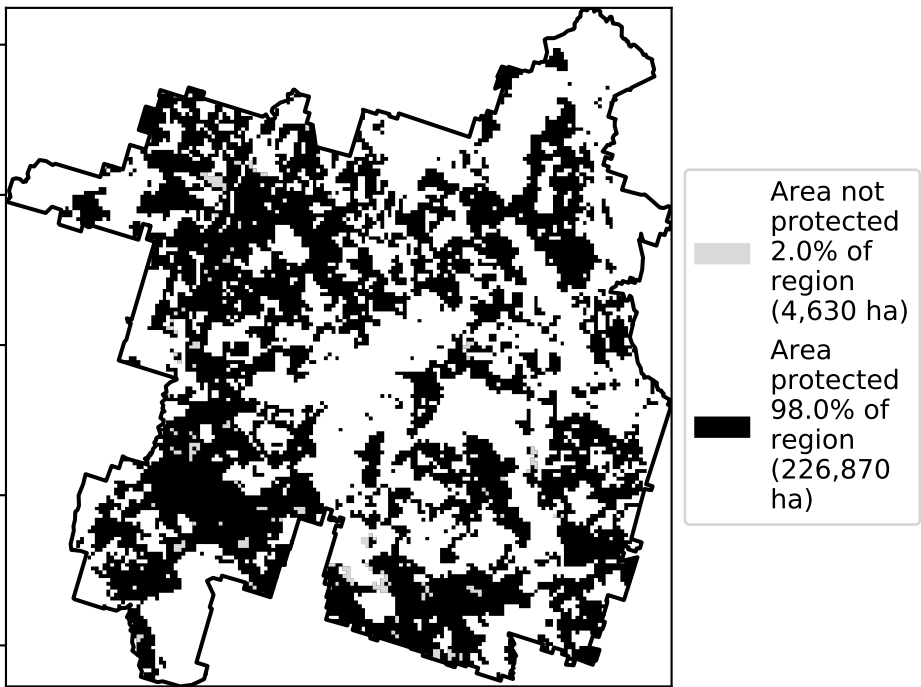 Area not
protected
2.0% of
region
(4,630 ha)
Area
protected
98.0% of
region
(226,870
ha)